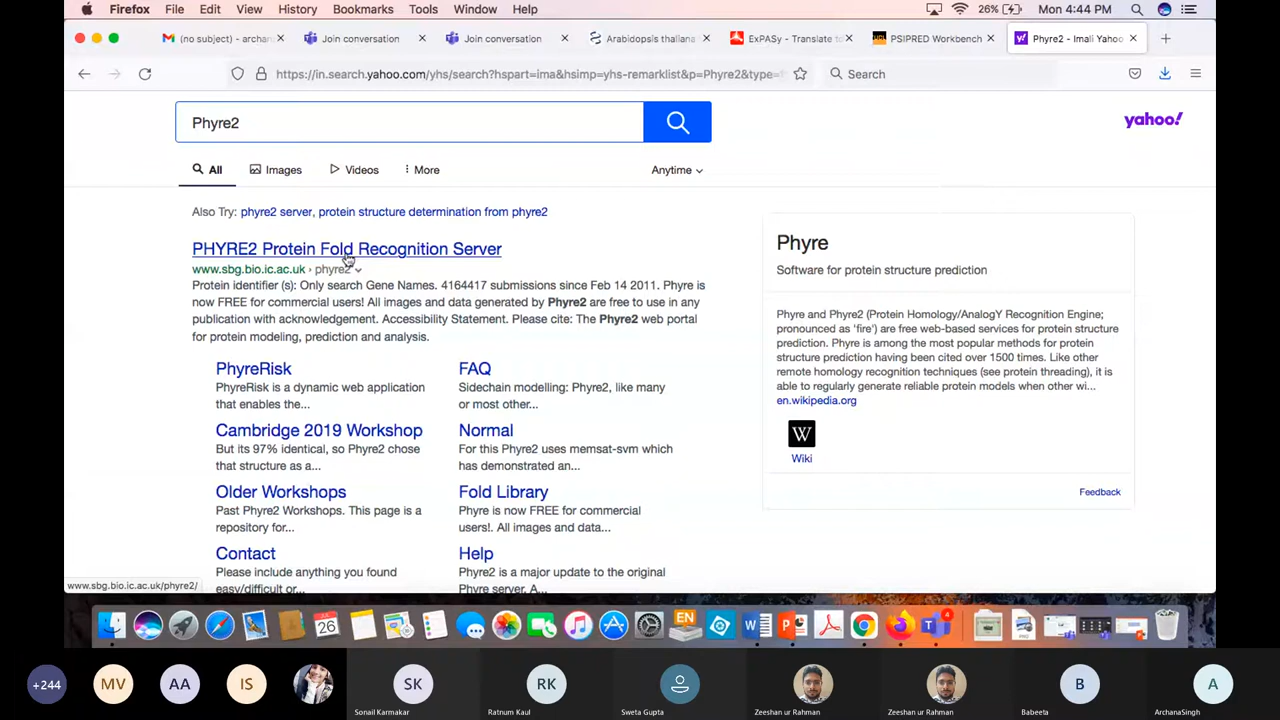 Firefox File Edit View History Bookmarks Tools Window Help 26% Mon 4:44 PM
(no subject) - archan Join conversation Join conversation Arabidopsis thaliana ExPASy - Translate to PSIPRED Workbench Phyre2 - Imali Yahoo
https://in.search.yahoo.com/yhs/search?hspart=ima&hsimp=yhs-remarklist&p=Phyre2&type= Search
Phyre2
yahoo!
All Images Videos More Anytime
Also Try: phyre2 server, protein structure determination from phyre2
PHYRE2 Protein Fold Recognition Server
www.sbg.bio.ic.ac.uk › phyre2
Protein identifier (s): Only search Gene Names. 4164417 submissions since Feb 14 2011. Phyre is
now FREE for commercial users! All images and data generated by Phyre2 are free to use in any
publication with acknowledgement. Accessibility Statement. Please cite: The Phyre2 web portal
for protein modeling, prediction and analysis.
PhyreRisk
PhyreRisk is a dynamic web application
that enables the...
FAQ
Sidechain modelling: Phyre2, like many
or most other...
Cambridge 2019 Workshop
But its 97% identical, so Phyre2 chose
that structure as a...
Normal
For this Phyre2 uses memsat-svm which
has demonstrated an...
Older Workshops
Past Phyre2 Workshops. This page is a
repository for...
Fold Library
Phyre is now FREE for commercial
users!. All images and data...
Contact
Please include anything you found
easy/difficult or...
Help
Phyre2 is a major update to the original
Phyre server. A...
Phyre
Software for protein structure prediction
Phyre and Phyre2 (Protein Homology/AnalogY Recognition Engine;
pronounced as 'fire') are free web-based services for protein structure
prediction. Phyre is among the most popular methods for protein
structure prediction having been cited over 1500 times. Like other
remote homology recognition techniques (see protein threading), it is
able to regularly generate reliable protein models when other wi...
en.wikipedia.org
W
Wiki
Feedback
www.sbg.bio.ic.ac.uk/phyre2/
26 EN 4
+244 MV AA IS SK RK B A
Sonail Karmakar Ratnum Kaul Sweta Gupta Zeeshan ur Rahman Zeeshan ur Rahman Babeeta ArchanaSingh